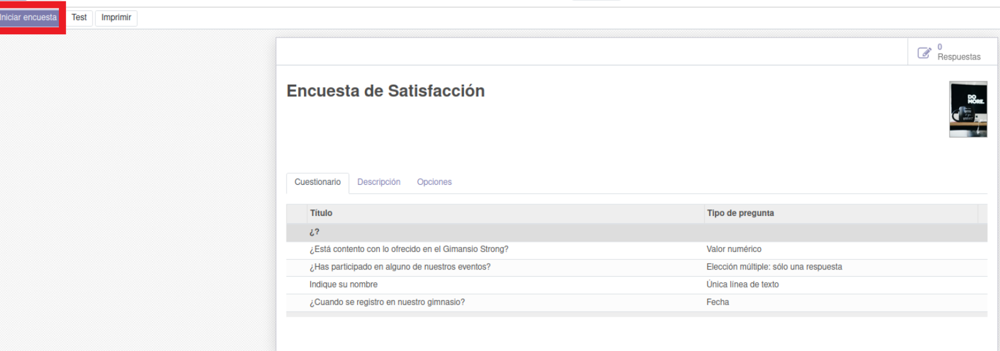 Iniciar encuesta Test Imprimir
0
Respuestas
Encuesta de Satisfacción
DO
MORE.
Cuestionario Descripción Opciones
Título Tipo de pregunta
¿?
¿Está contento con lo ofrecido en el Gimansio Strong? Valor numérico
¿Has participado en alguno de nuestros eventos? Elección múltiple: sólo una respuesta
Indique su nombre Única línea de texto
¿Cuando se registro en nuestro gimnasio? Fecha